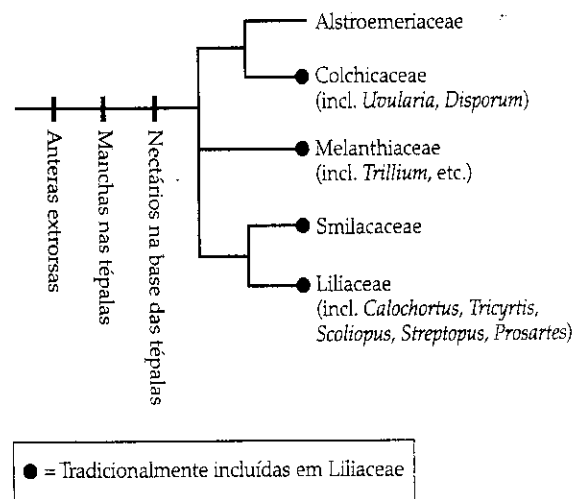 Alstroemeriaceae
Colchicaceae
(incl. Uvularia, Disporum)
Melanthiaceae
(incl. Trillium, etc.)
Smilacaceae
Liliaceae
(incl. Calochortus, Tricyrtis,
Scoliopus, Streptopus, Prosartes)
Anteras extrorsas
Manchas nas tépalas
Nectários na base das tépalas
● = Tradicionalmente incluídas em Liliaceae